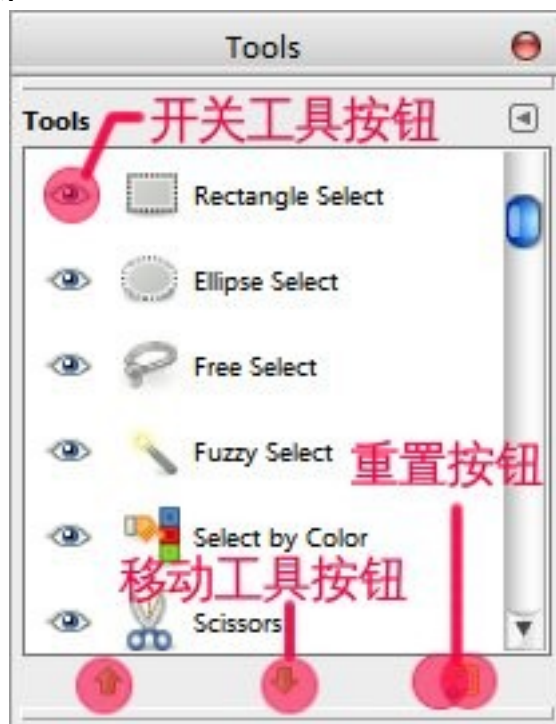 Tools
Tools
开关工具按钮
Rectangle Select
Ellipse Select
Free Select
Fuzzy Select
重置按钮
Select by Color
移动工具按钮
Scissors